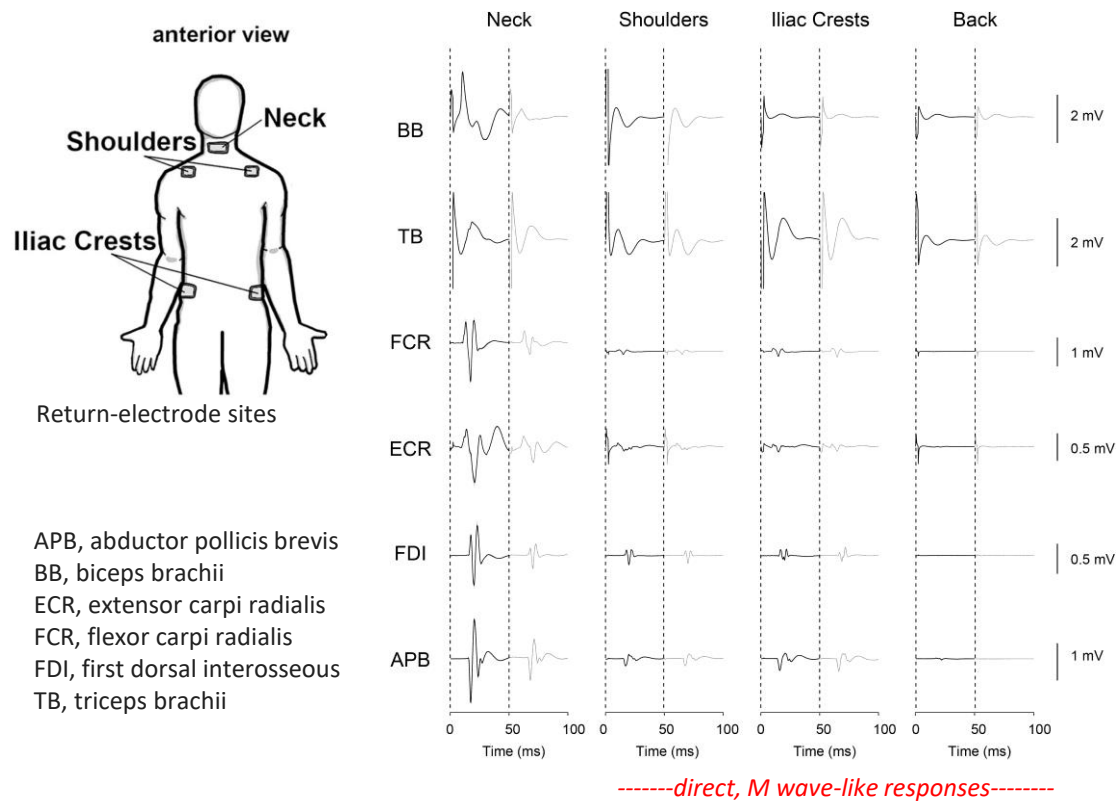 anterior view
Neck
Shoulders
Iliac Crests
Return-electrode sites
APB, abductor pollicis brevis
BB, biceps brachii
ECR, extensor carpi radialis
FCR, flexor carpi radialis
FDI, first dorsal interosseous
TB, triceps brachii
Neck Shoulders Iliac Crests Back
BB 2 mV
TB 2 mV
FCR 1 mV
ECR 0.5 mV
FDI 0.5 mV
APB 1 mV
0 50 100 0 50 100 0 50 100 0 50 100
Time (ms) Time (ms) Time (ms) Time (ms)
-------direct, M wave-like responses--------